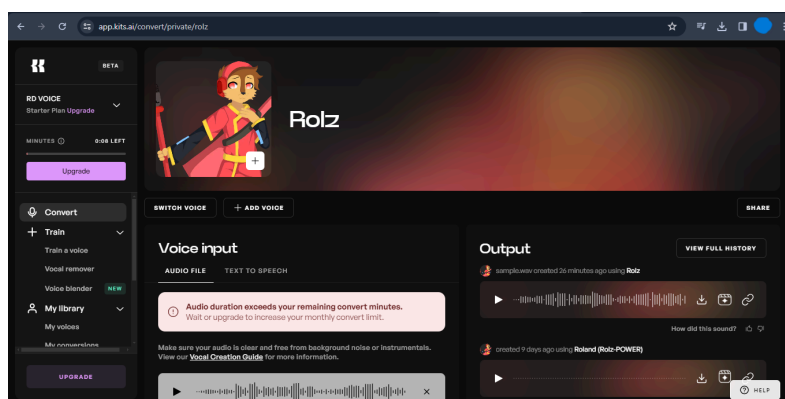 app.kits.ai/convert/private/rolz
BETA
RD VOICE
Starter Plan Upgrade
MINUTES
0:08 LEFT
Upgrade
Convert
Train
Train a voice
Vocal remover
Voice blender NEW
My library
My voices
My conversions
UPGRADE
Rolz
SWITCH VOICE
+ ADD VOICE
SHARE
Voice input
AUDIO FILE
TEXT TO SPEECH
Audio duration exceeds your remaining convert minutes.
Wait or upgrade to increase your monthly convert limit.
Make sure your audio is clear and free from background noise or instrumentals.
View our Vocal Creation Guide for more information.
Output
VIEW FULL HISTORY
sample.wav created 26 minutes ago using Rolz
How did this sound?
created 9 days ago using Roland (Rolz-POWER)
HELP